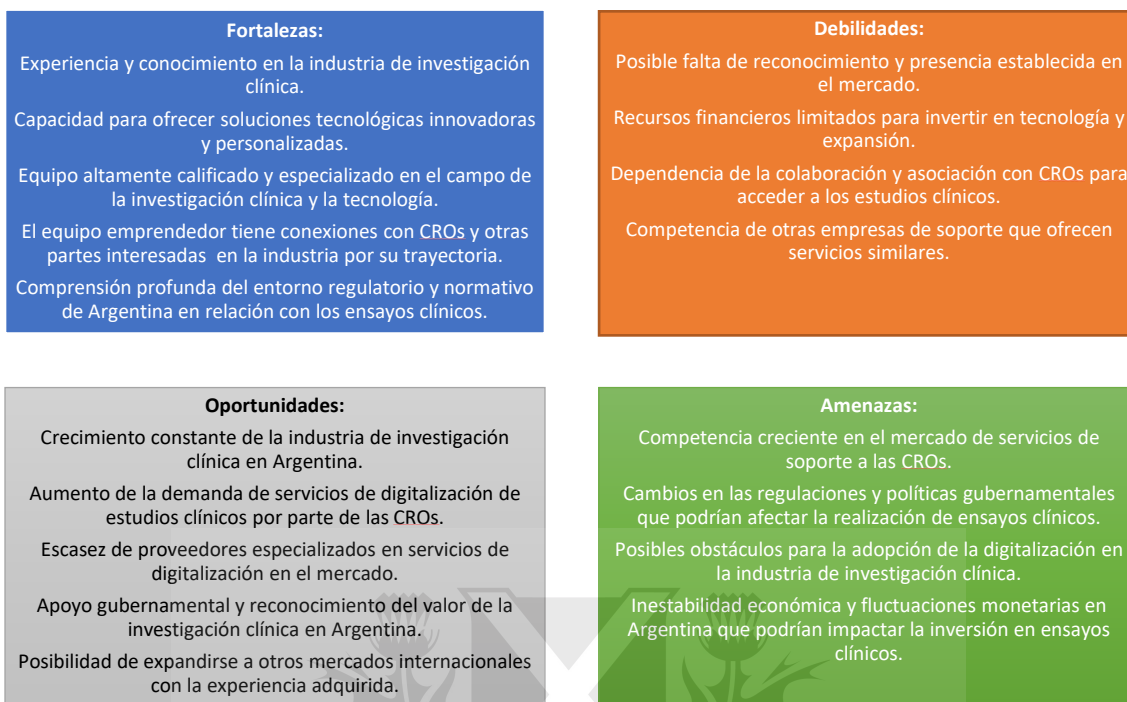 Fortalezas:
Experiencia y conocimiento en la industria de investigación
clínica.
Capacidad para ofrecer soluciones tecnológicas innovadoras
y personalizadas.
Equipo altamente calificado y especializado en el campo de
la investigación clínica y la tecnología.
El equipo emprendedor tiene conexiones con CROs y otras
partes interesadas en la industria por su trayectoria.
Comprensión profunda del entorno regulatorio y normativo
de Argentina en relación con los ensayos clínicos.
Debilidades:
Posible falta de reconocimiento y presencia establecida en
el mercado.
Recursos financieros limitados para invertir en tecnología y
expansión.
Dependencia de la colaboración y asociación con CROs para
acceder a los estudios clínicos.
Competencia de otras empresas de soporte que ofrecen
servicios similares.
Oportunidades:
Crecimiento constante de la industria de investigación
clínica en Argentina.
Aumento de la demanda de servicios de digitalización de
estudios clínicos por parte de las CROs.
Escasez de proveedores especializados en servicios de
digitalización en el mercado.
Apoyo gubernamental y reconocimiento del valor de la
investigación clínica en Argentina.
Posibilidad de expandirse a otros mercados internacionales
con la experiencia adquirida.
Amenazas:
Competencia creciente en el mercado de servicios de
soporte a las CROs.
Cambios en las regulaciones y políticas gubernamentales
que podrían afectar la realización de ensayos clínicos.
Posibles obstáculos para la adopción de la digitalización en
la industria de investigación clínica.
Inestabilidad económica y fluctuaciones monetarias en
Argentina que podrían impactar la inversión en ensayos
clínicos.